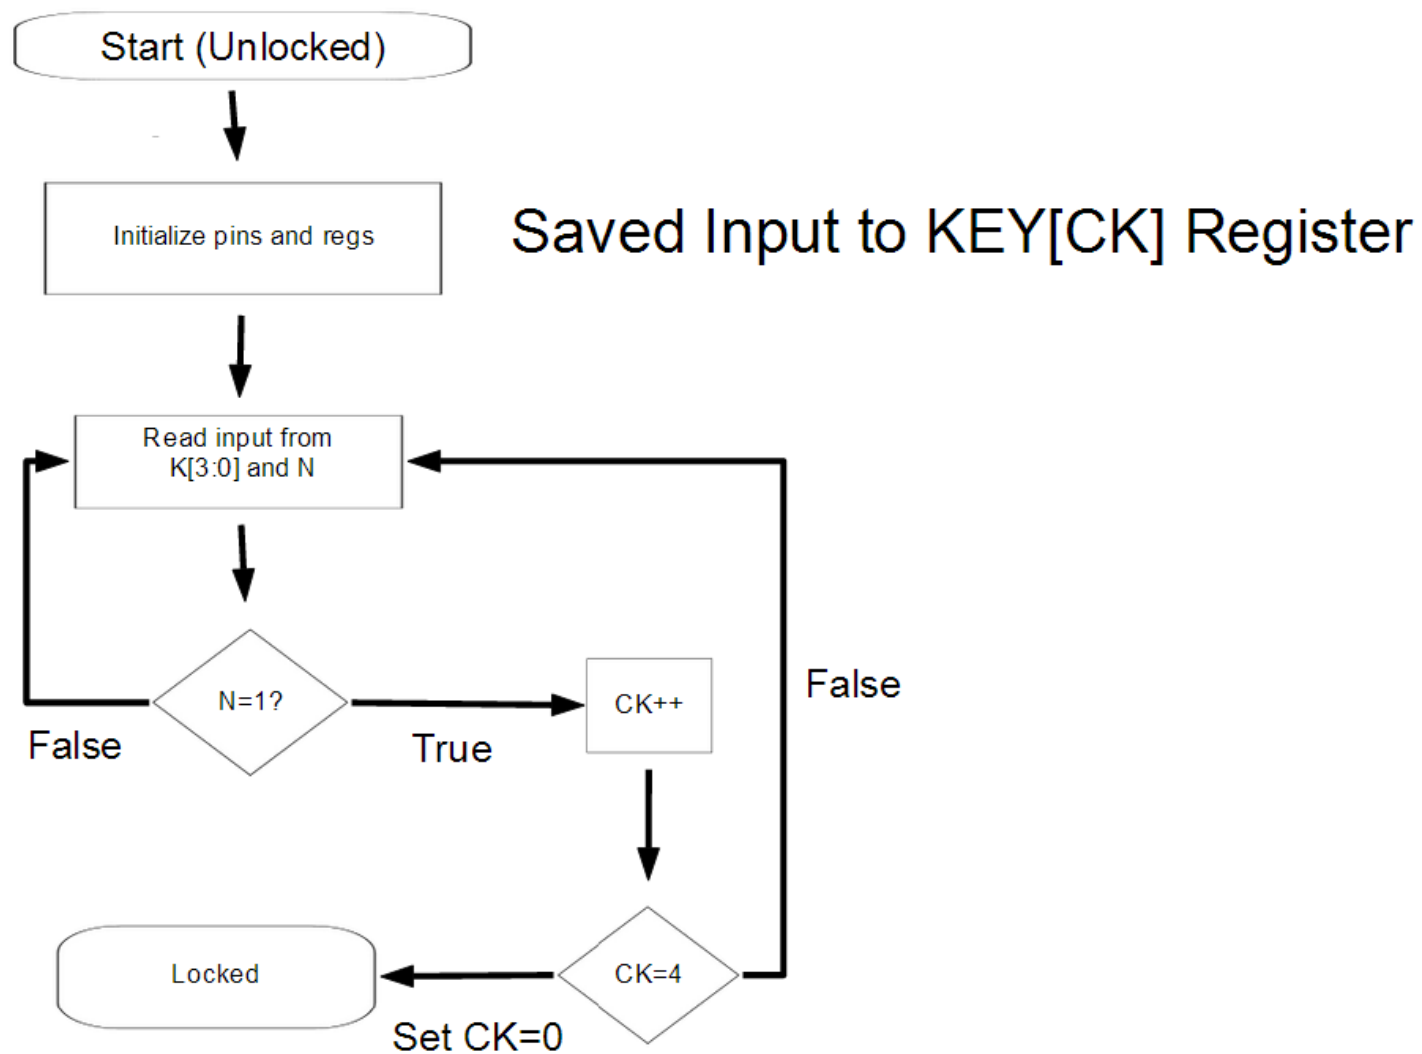 Start (Unlocked)
Initialize pins and regs
Saved Input to KEY[CK] Register
Read input from
K[3:0] and N
N=1?
False
True
CK++
False
CK=4
Set CK=0
Locked